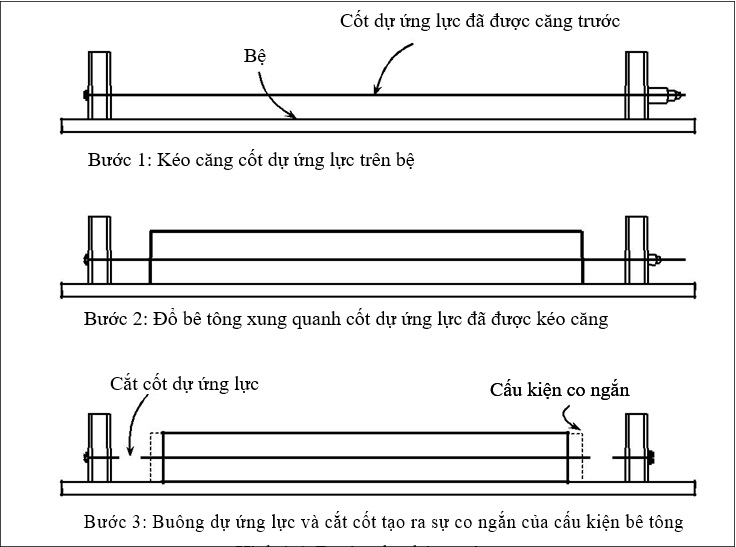 Cốt dự ứng lực đã được căng trước
Bệ
Bước 1: Kéo căng cốt dự ứng lực trên bệ
Bước 2: Đổ bê tông xung quanh cốt dự ứng lực đã được kéo căng
Cắt cốt dự ứng lực
Cấu kiện co ngắn
Bước 3: Buông dự ứng lực và cắt cốt tạo ra sự co ngắn của cấu kiện bê tông